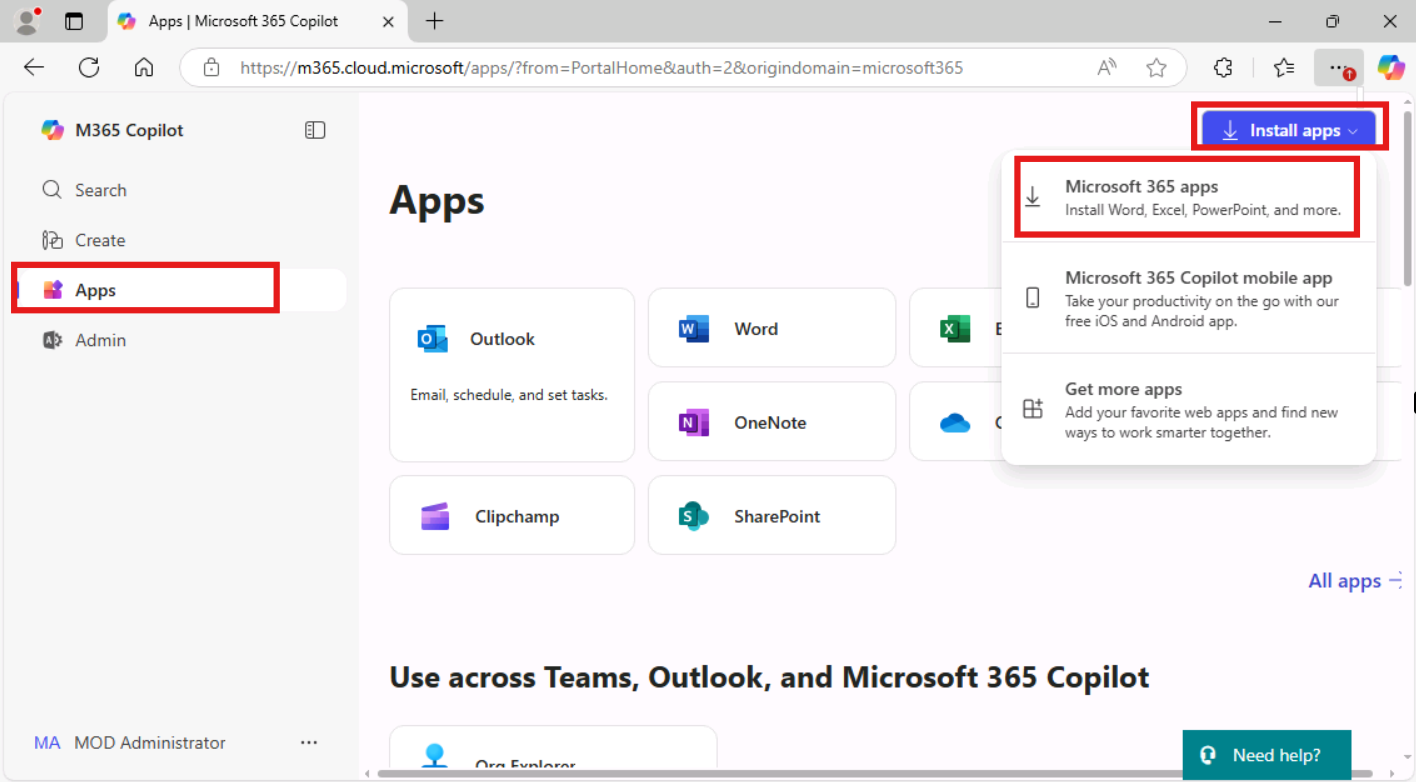 Apps | Microsoft 365 Copilot
https://m365.cloud.microsoft/apps/?from=PortalHome&auth=2&origindomain=microsoft365
M365 Copilot
Search
Create
Apps
Admin
MA MOD Administrator
Install apps
Microsoft 365 apps
Install Word, Excel, PowerPoint, and more.
Microsoft 365 Copilot mobile app
Take your productivity on the go with our
free iOS and Android app.
Get more apps
Add your favorite web apps and find new
ways to work smarter together.
Apps
Outlook
Email, schedule, and set tasks.
Word
OneNote
Clipchamp
SharePoint
All apps
Use across Teams, Outlook, and Microsoft 365 Copilot
Org Explorer
Need help?